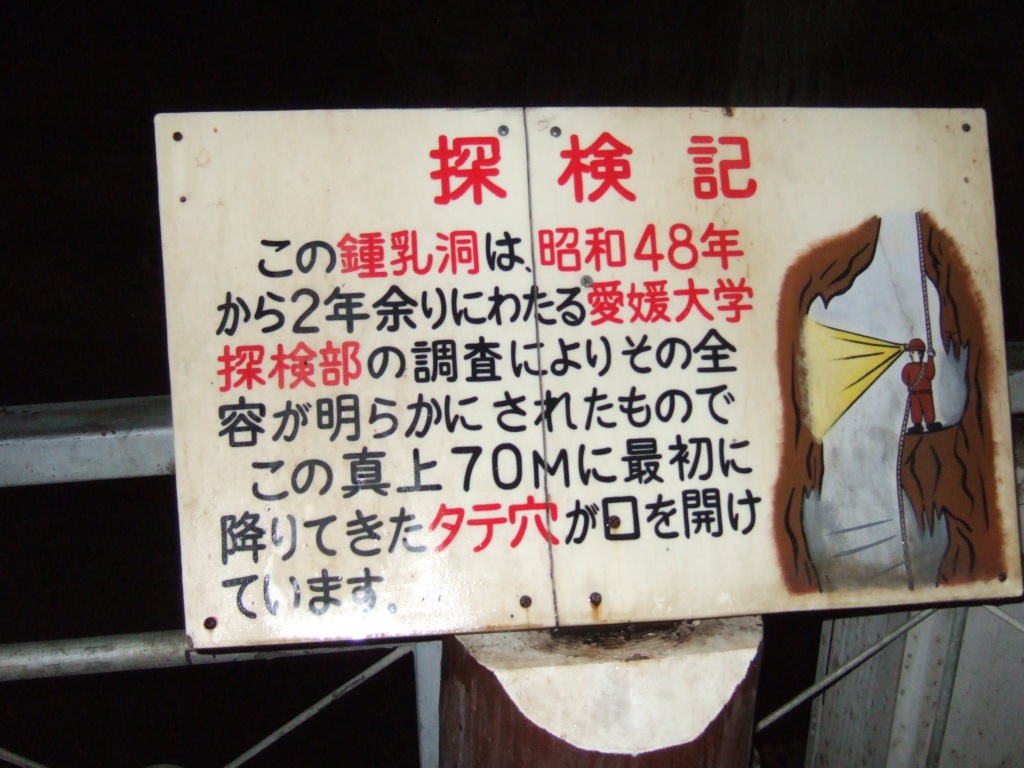 探検記
この鍾乳洞は、昭和48年
から2年余りにわたる愛媛大学
探検部の調査によりその全
容が明らかにされたもので
この真上70Mに最初に
降りてきたタテ穴が口を開け
ています。